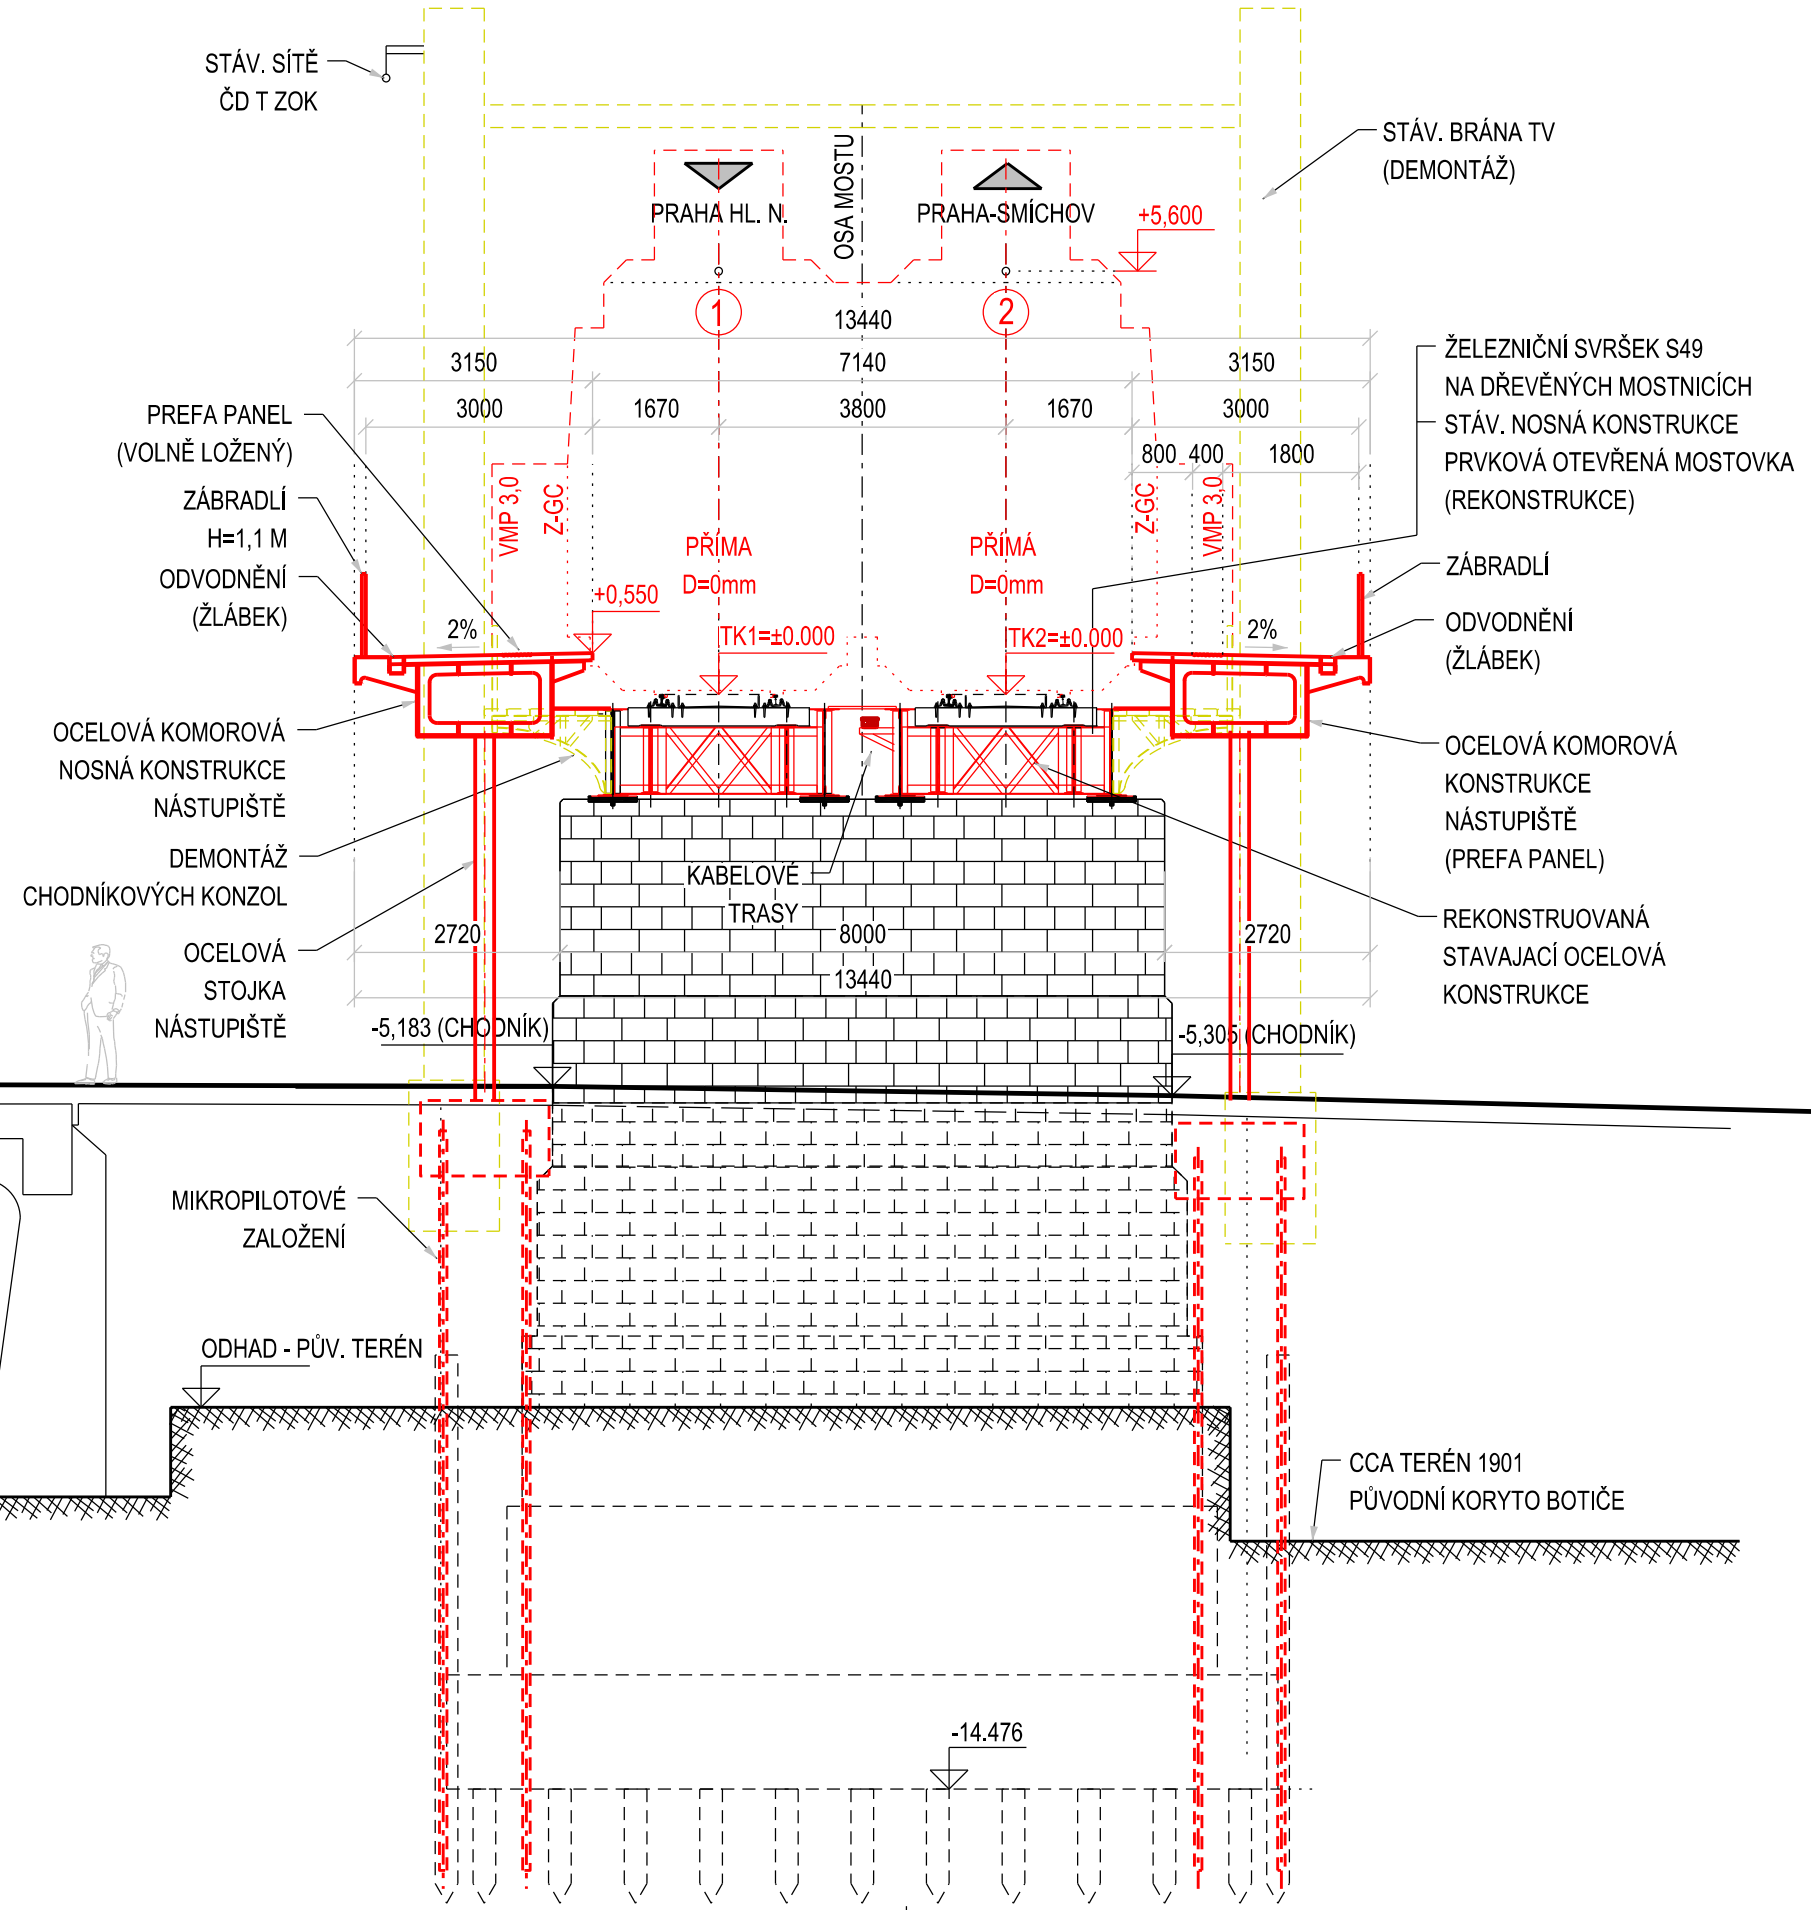 STÁV. SÍTĚ
ČD T ZOK
STÁV. BRÁNA TV
(DEMONTÁŽ)
OSA MOSTU
PRAHA HL. N.
PRAHA-SMÍCHOV
+5,600
1
2
13440
3150
7140
3150
3000
1670
3800
1670
3000
800
400
1800
ŽELEZNIČNÍ SVRŠEK S49
NA DŘEVĚNÝCH MOSTNICÍCH
STÁV. NOSNÁ KONSTRUKCE
PRVKOVÁ OTEVŘENÁ MOSTOVKA
(REKONSTRUKCE)
PREFA PANEL
(VOLNĚ LOŽENÝ)
ZÁBRADLÍ
H=1,1 M
ODVODNĚNÍ
(ŽLÁBEK)
VMP 3,0
Z-GC
Z-GC
VMP 3,0
PŘÍMA
D=0mm
PŘÍMÁ
D=0mm
+0,550
TK1=±0.000
TK2=±0.000
2%
2%
ZÁBRADLÍ
ODVODNĚNÍ
(ŽLÁBEK)
OCELOVÁ KOMOROVÁ
NOSNÁ KONSTRUKCE
NÁSTUPIŠTĚ
DEMONTÁŽ
CHODNÍKOVÝCH KONZOL
OCELOVÁ
STOJKA
NÁSTUPIŠTĚ
OCELOVÁ KOMOROVÁ
KONSTRUKCE
NÁSTUPIŠTĚ
(PREFA PANEL)
REKONSTRUOVANÁ
STAVAJACÍ OCELOVÁ
KONSTRUKCE
KABELOVÉ
TRASY
2720
8000
2720
13440
-5,183 (CHODNÍK)
-5,305 (CHODNÍK)
MIKROPILOTOVÉ
ZALOŽENÍ
ODHAD - PŮV. TERÉN
CCA TERÉN 1901
PŮVODNÍ KORYTO BOTIČE
-14.476